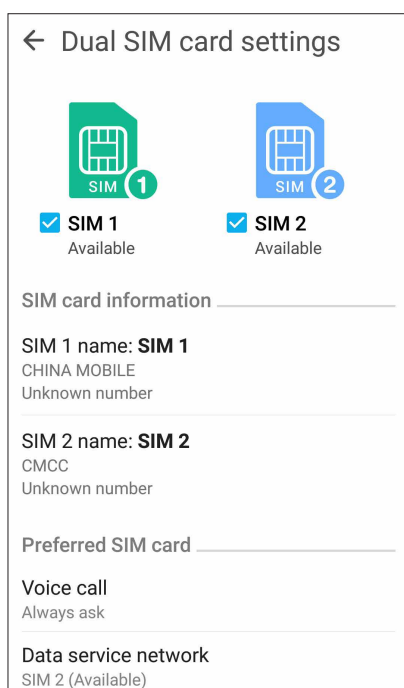 Dual SIM card settings
SIM 1
SIM 2
SIM 1
SIM 2
Available
Available
SIM card information
SIM 1 name: SIM 1
CHINA MOBILE
Unknown number
SIM 2 name: SIM 2
CMCC
Unknown number
Preferred SIM card
Voice call
Always ask
Data service network
SIM 2 (Available)